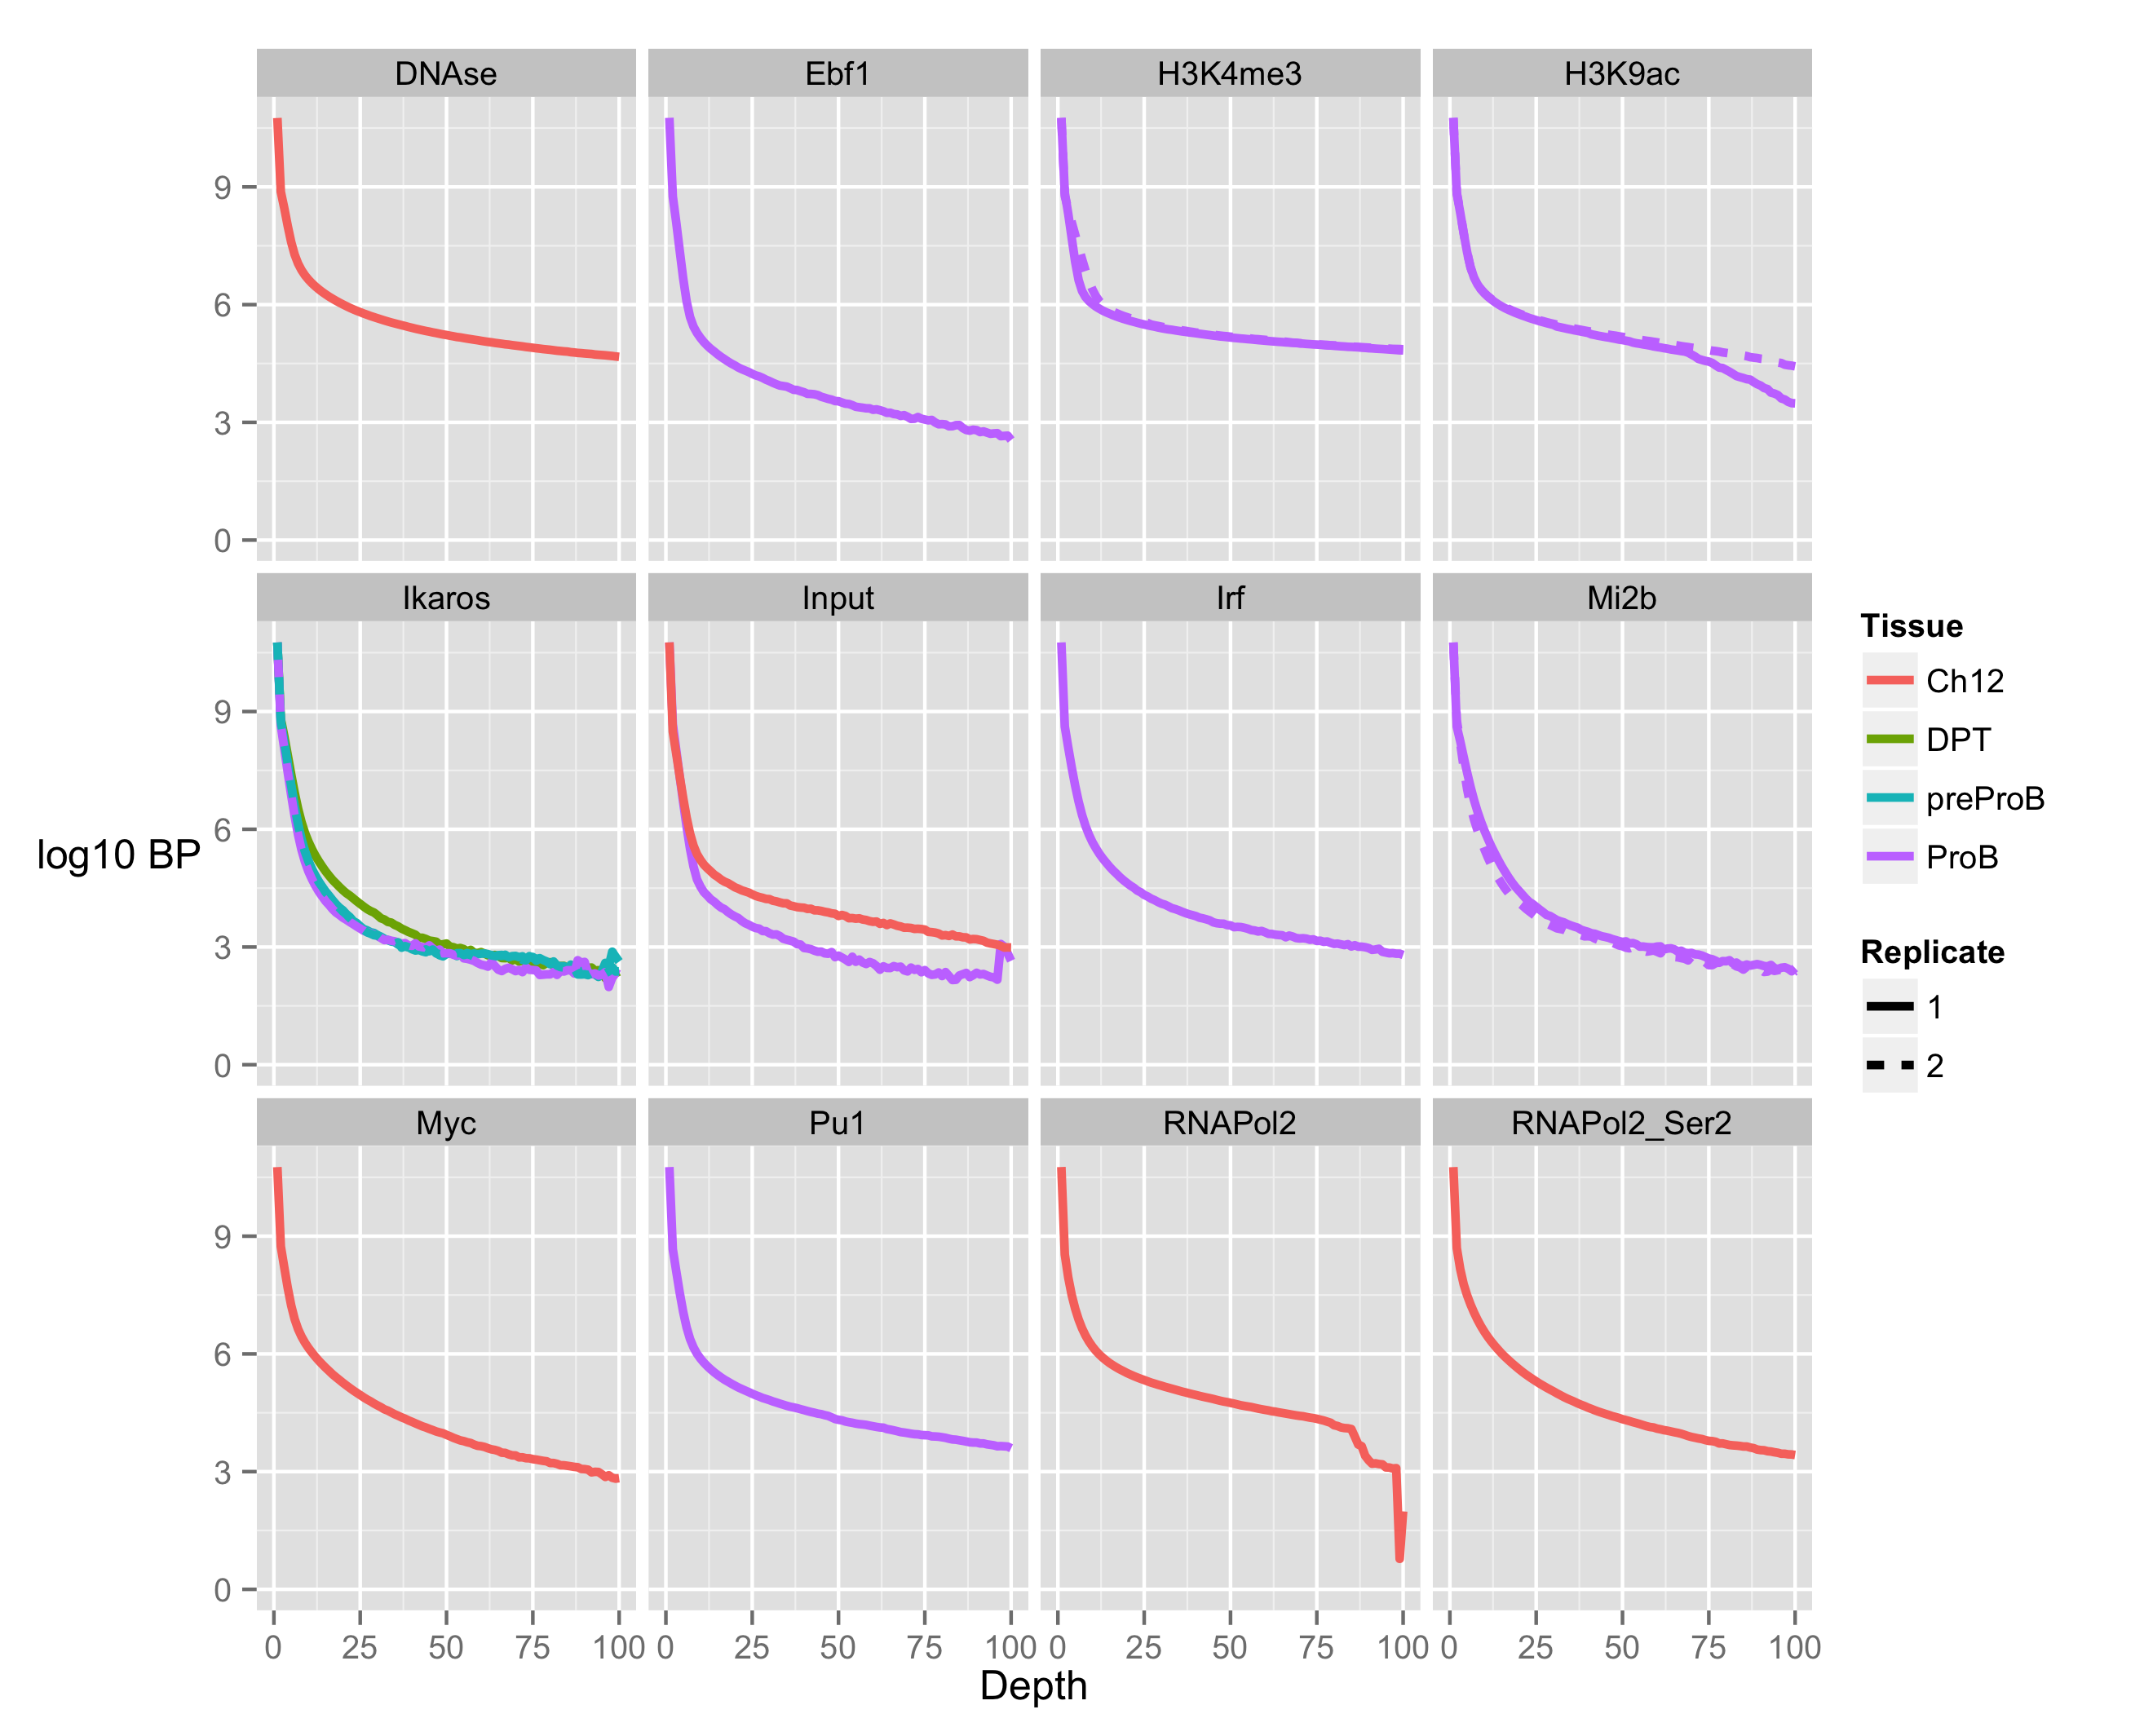 DNAse Ebf1 H3K4me3 H3K9ac
9
6
3
0
Ikaros Input Irf Mi2b
9
6
3
0
Myc Pu1 RNAPol2 RNAPol2_Ser2
9
6
3
0
0 25 50 75 100 0 25 50 75 100 0 25 50 75 100 0 25 50 75 100
Depth
log10 BP
Tissue
Ch12
DPT
preProB
ProB
Replicate
1
2